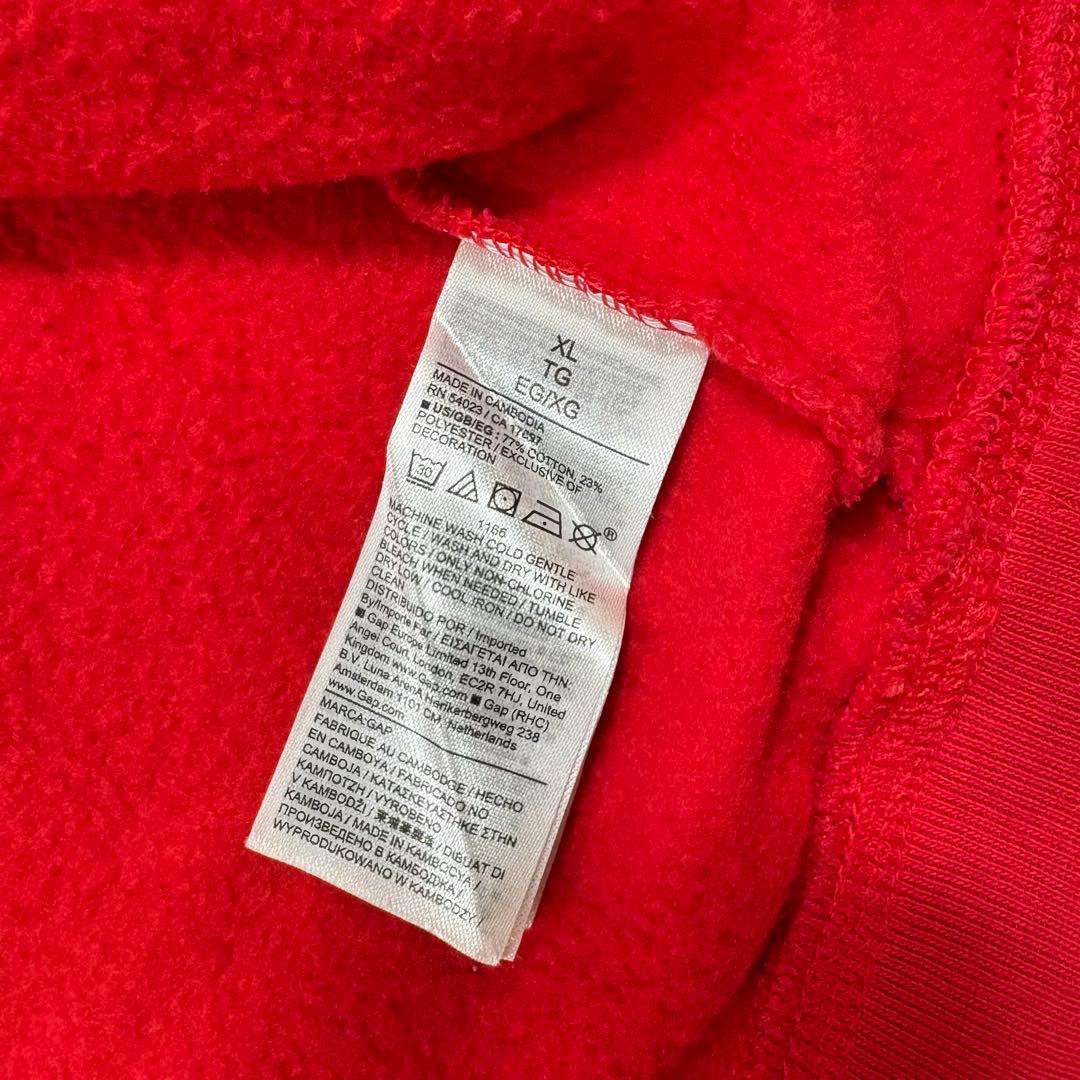 XL
TG
EG/XG
MADE IN CAMBODIA
RN 54023 / CA 17697
■ US/GB/EG : 77% COTTON, 23%
POLYESTER / EXCLUSIVE OF
DECORATION
30
®
1166
MACHINE WASH COLD GENTLE
CYCLE / WASH AND DRY WITH LIKE
COLORS / ONLY NON-CHLORINE
BLEACH WHEN NEEDED / TUMBLE
DRY LOW / COOL IRON / DO NOT DRY
CLEAN
DISTRIBUIDO POR / Imported
By/Importé Par / ΕΙΣΑΓΕΤΑΙ ΑΠΟ ΤΗΝ
■ Gap Europe Limited 13th Floor, One
Angel Court, London, EC2R 7HJ, United
Kingdom www.Gap.com ■ Gap (RHC)
B.V. Luna ArenA Herikerbergweg 238
Amsterdam 1101 CM, Netherlands
www.Gap.com
MARCA:GAP
FABRIQUÉ AU CAMBODGE / HECHO
EN CAMBOYA / FABRICADO NO
CAMBOJA / ΚΑΤΑΣΚΕΥΑΣΤΗΚΕ ΣΤΗΝ
ΚΑΜΠΟΤΖΗ / VYROBENO
V KAMBODŽI / / DIBUAT DI
KAMBOJA / MADE IN KAMBOÇYA /
ПРОИЗВЕДЕНО В КАМБОДЖА /
WYPRODUKOWANO W KAMBODŻY /